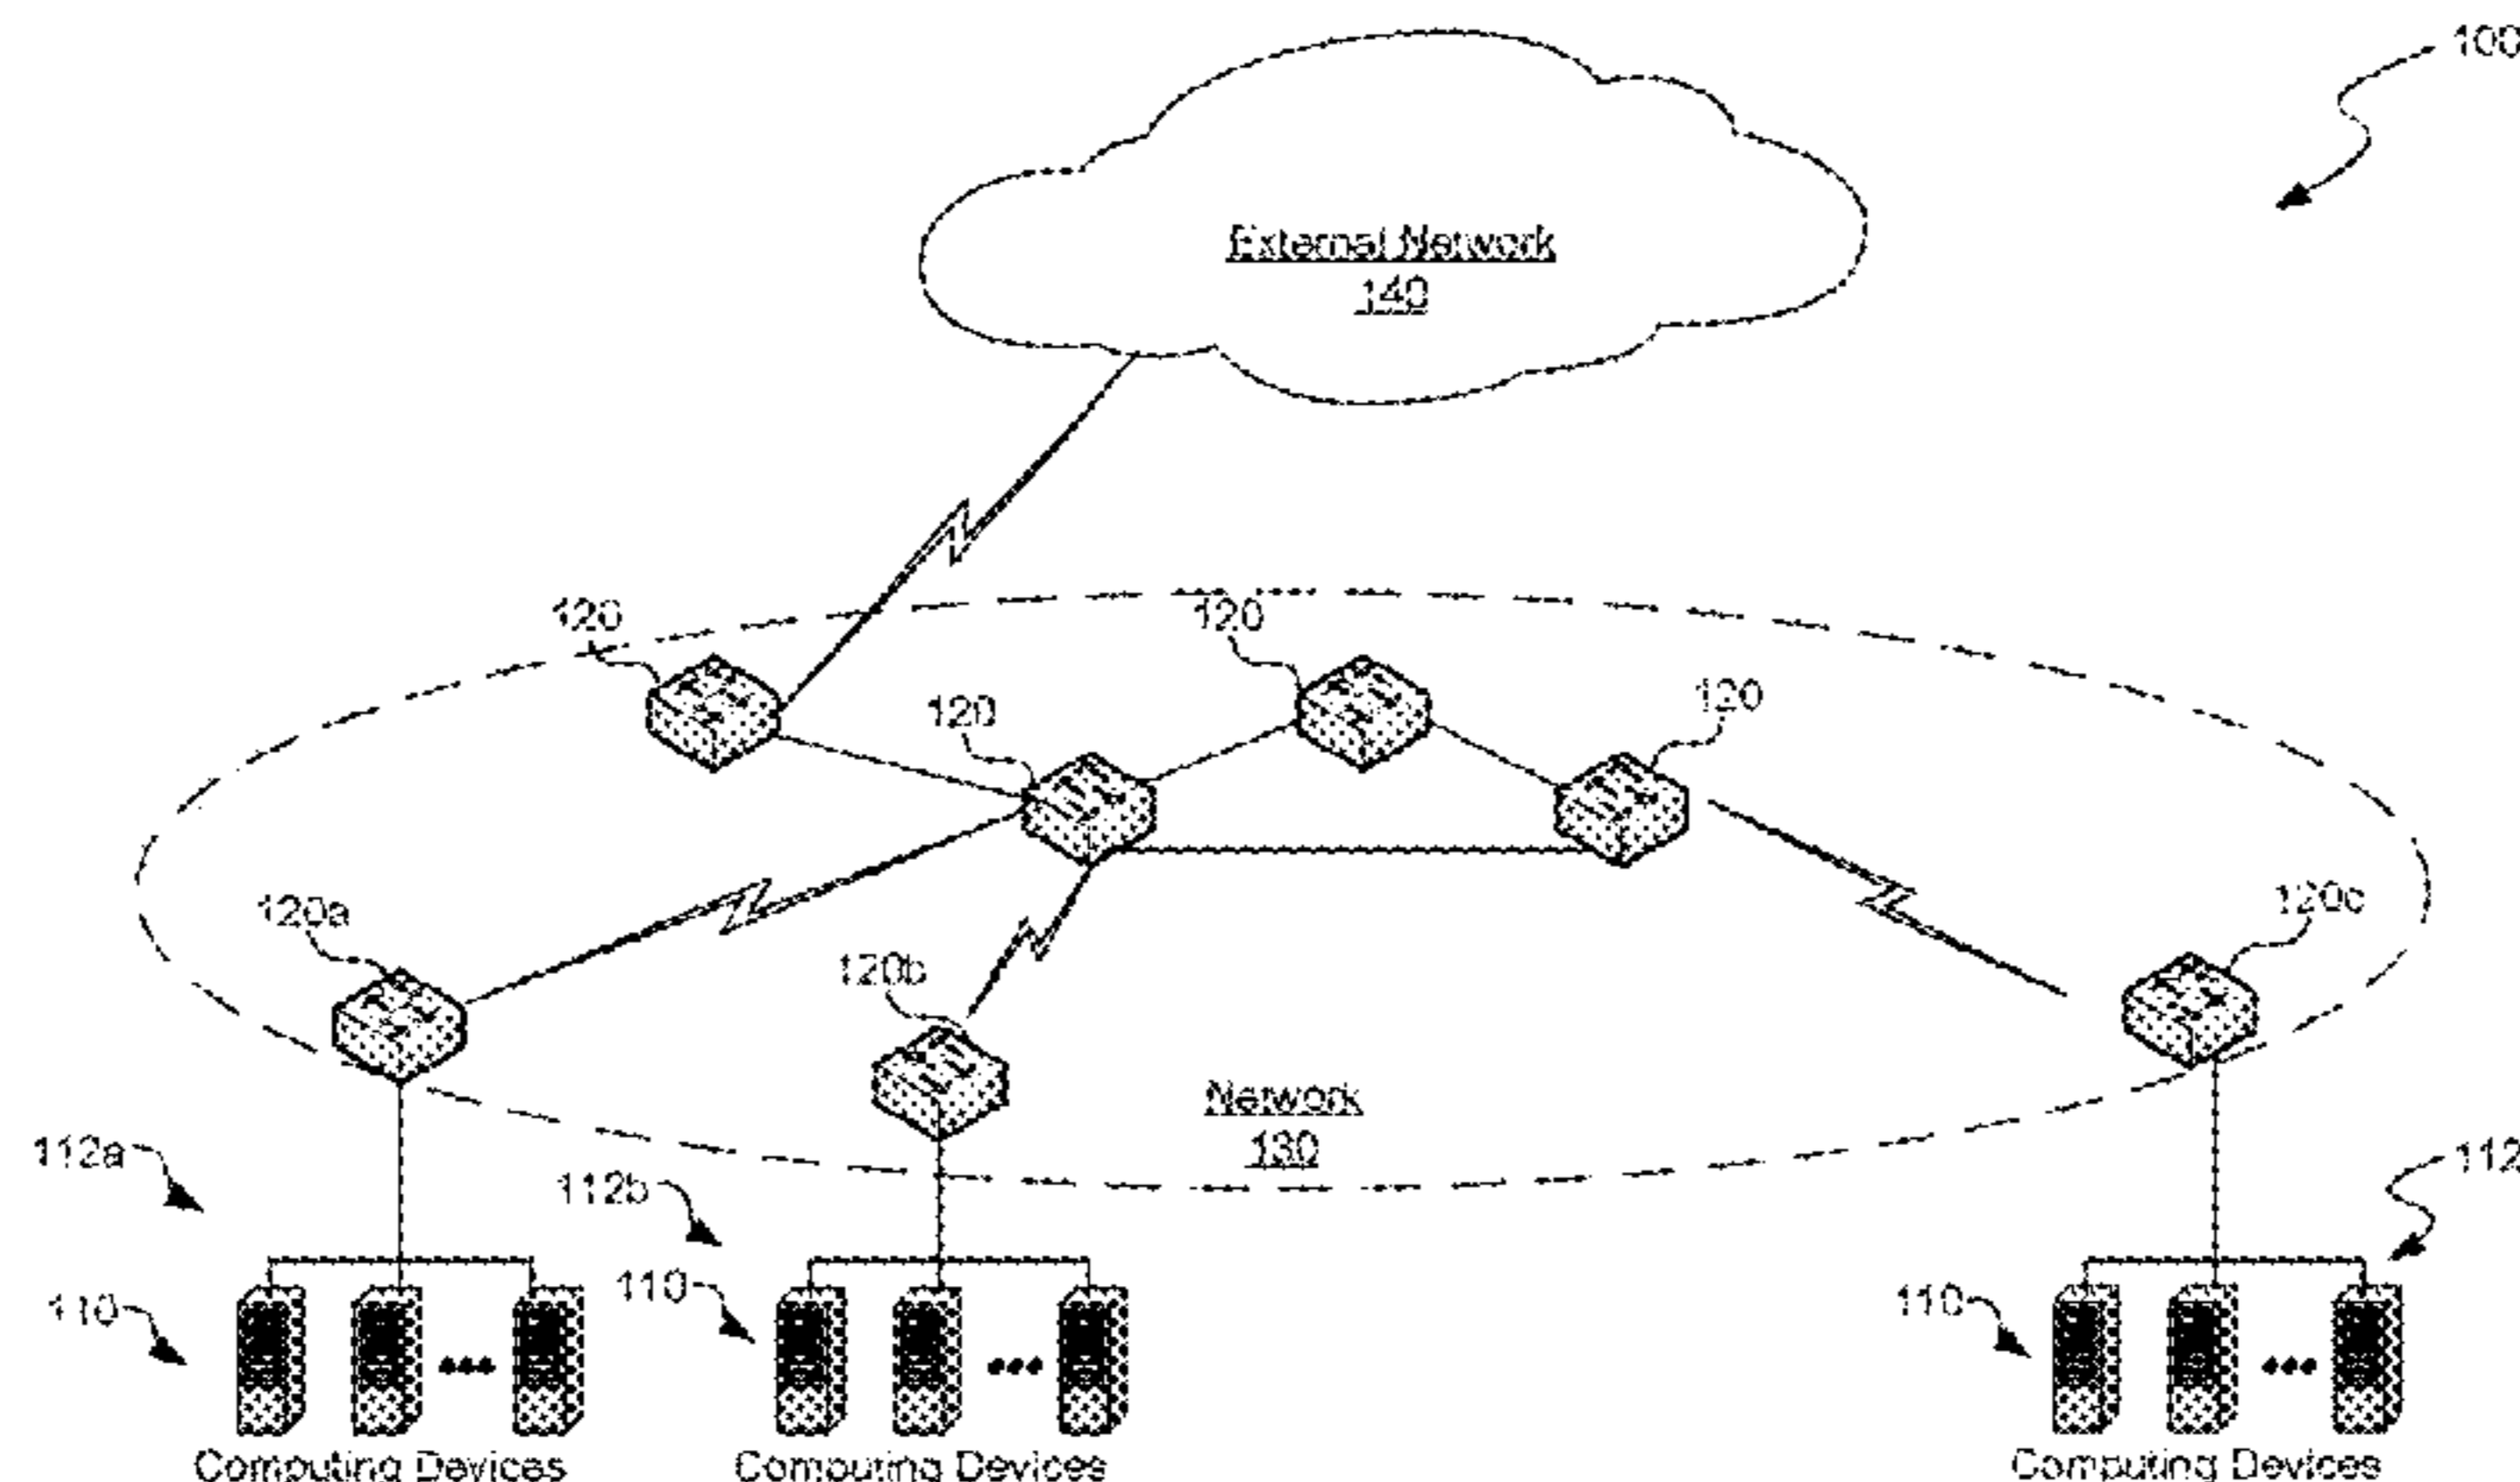 100
External Network
140
120
120
120
120
120a
120c
120b
Network
130
112a
112b
112
110
110
110
Computing Devices
Computing Devices
Computing Devices